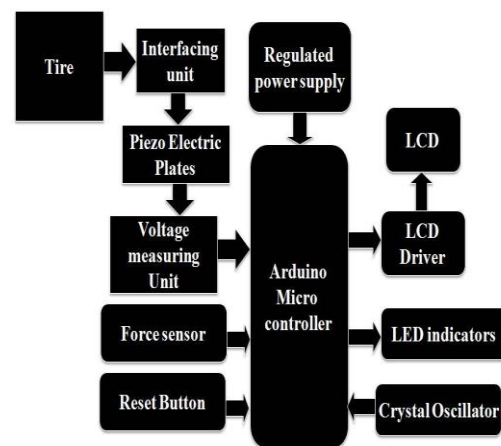 Tire
Interfacing
unit
Regulated
power supply
Piezo Electric
Plates
LCD
Voltage
measuring
Unit
Arduino
Micro
controller
LCD
Driver
Force sensor
LED indicators
Reset Button
Crystal Oscillator